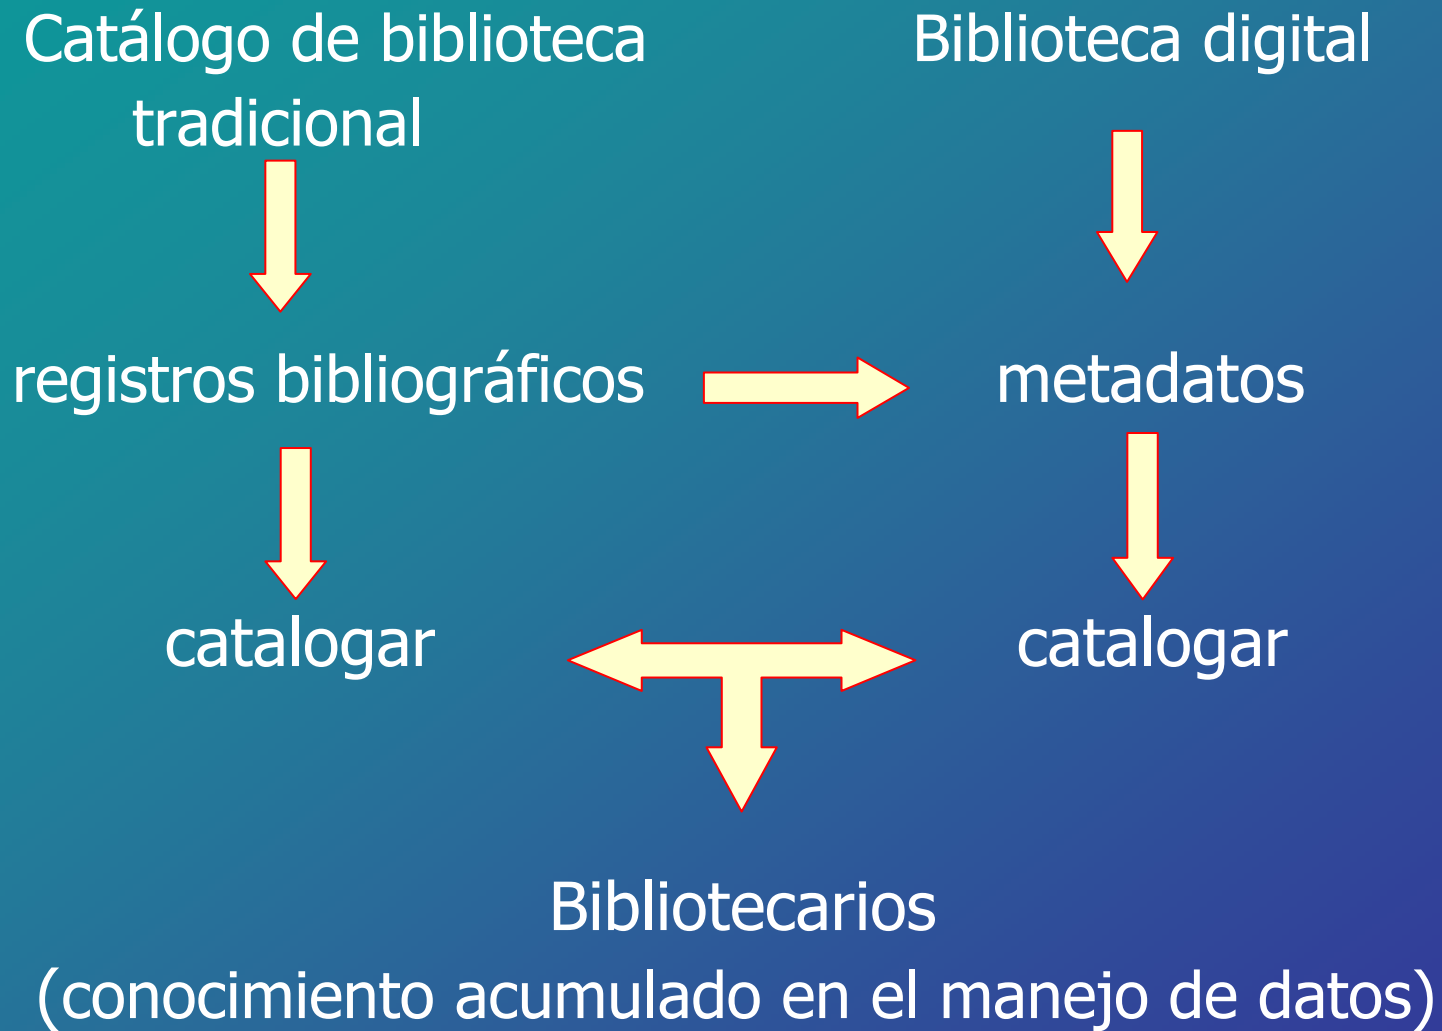 Catálogo de biblioteca
tradicional
Biblioteca digital
registros bibliográficos
metadatos
catalogar
catalogar
Bibliotecarios
(conocimiento acumulado en el manejo de datos)